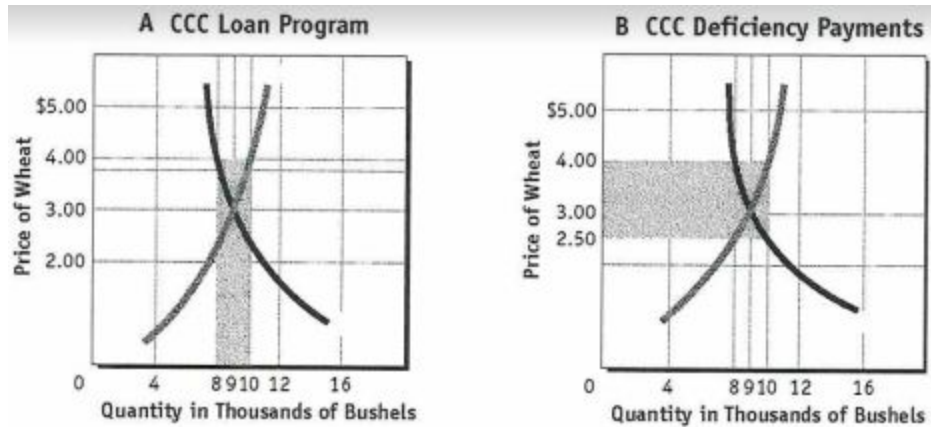 A CCC Loan Program
Price of Wheat
$5.00
4.00
3.00
2.00
0 4 8 9 10 12 16
Quantity in Thousands of Bushels
B CCC Deficiency Payments
Price of Wheat
$5.00
4.00
3.00
2.50
0 4 8 9 10 12 16
Quantity in Thousands of Bushels